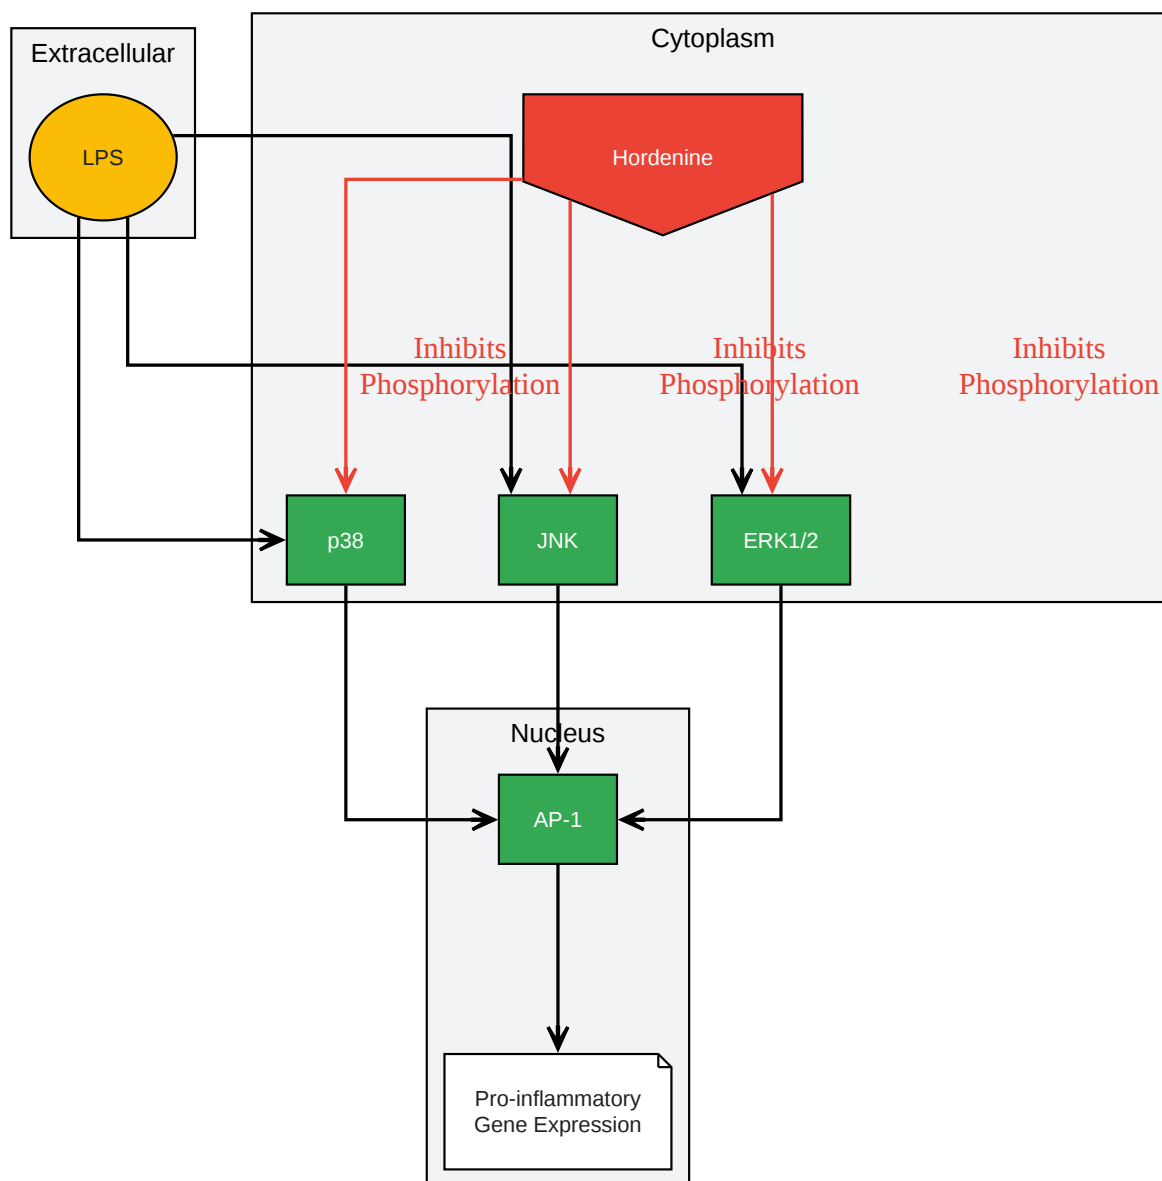 Extracellular
Cytoplasm
LPS
Hordenine
Inhibits
Phosphorylation
Inhibits
Phosphorylation
Inhibits
Phosphorylation
p38
JNK
ERK1/2
Nucleus
AP-1
Pro-inflammatory
Gene Expression